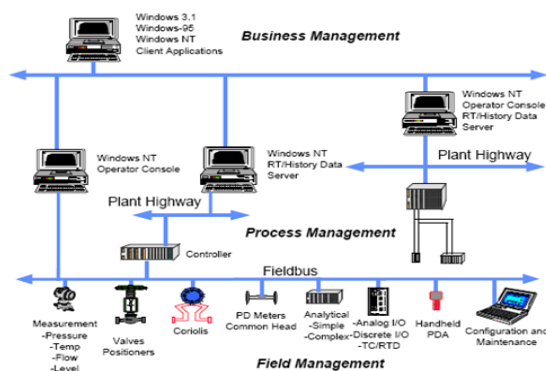 Windows 3.1
Windows-95
Windows NT
Client Applications
Business Management
Windows NT
Operator Console
RT/History Data
Server
Windows NT
Operator Console
Windows NT
RT/History Data
Server
Plant Highway
Plant Highway
Process Management
Controller
Fieldbus
Measurement
-Pressure
-Temp
-Flow
-Level
Valves
Positioners
Coriolis
PD Meters
Common Head
Analytical
-Simple
-Complex
-Analog I/O
-Discrete I/O
-TC/RTD
Handheld
PDA
Configuration and
Maintenance
Field Management